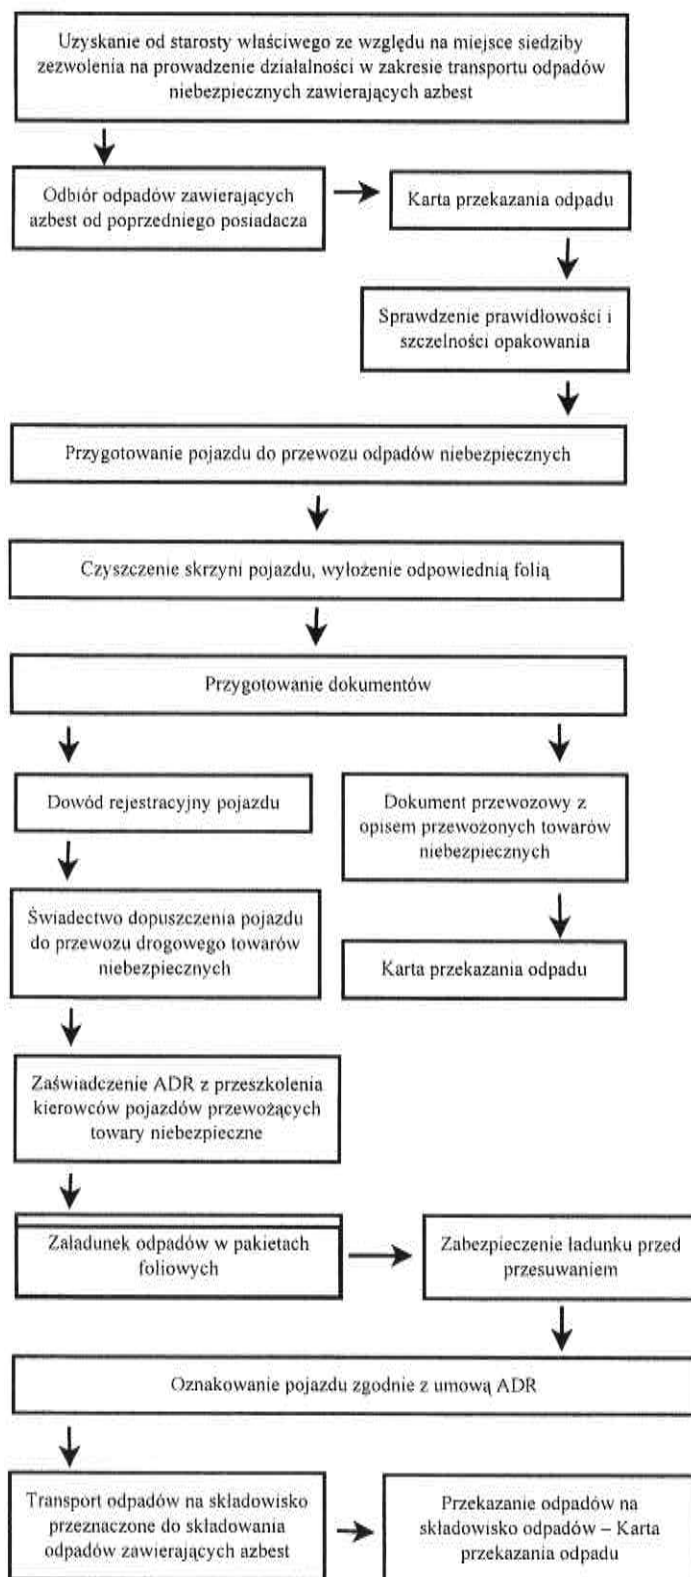 Uzyskanie od starosty właściwego ze względu na miejsce siedziby
zezwolenia na prowadzenie działalności w zakresie transportu odpadów
niebezpiecznych zawierających azbest
Odbiór odpadów zawierających
azbest od poprzedniego posiadacza
Karta przekazania odpadu
Sprawdzenie prawidłowości i
szczelności opakowania
Przygotowanie pojazdu do przewozu odpadów niebezpiecznych
Czyszczenie skrzyni pojazdu, wyłożenie odpowiednią folią
Przygotowanie dokumentów
Dowód rejestracyjny pojazdu
Dokument przewozowy z
opisem przewożonych towarów
niebezpiecznych
Świadectwo dopuszczenia pojazdu
do przewozu drogowego towarów
niebezpiecznych
Karta przekazania odpadu
Zaświadczenie ADR z przeszkolenia
kierowców pojazdów przewożących
towary niebezpieczne
Załadunek odpadów w pakietach
foliowych
Zabezpieczenie ładunku przed
przesuwaniem
Oznakowanie pojazdu zgodnie z umową ADR
Transport odpadów na składowisko
przeznaczone do składowania
odpadów zawierających azbest
Przekazanie odpadów na
składowisko odpadów – Karta
przekazania odpadu